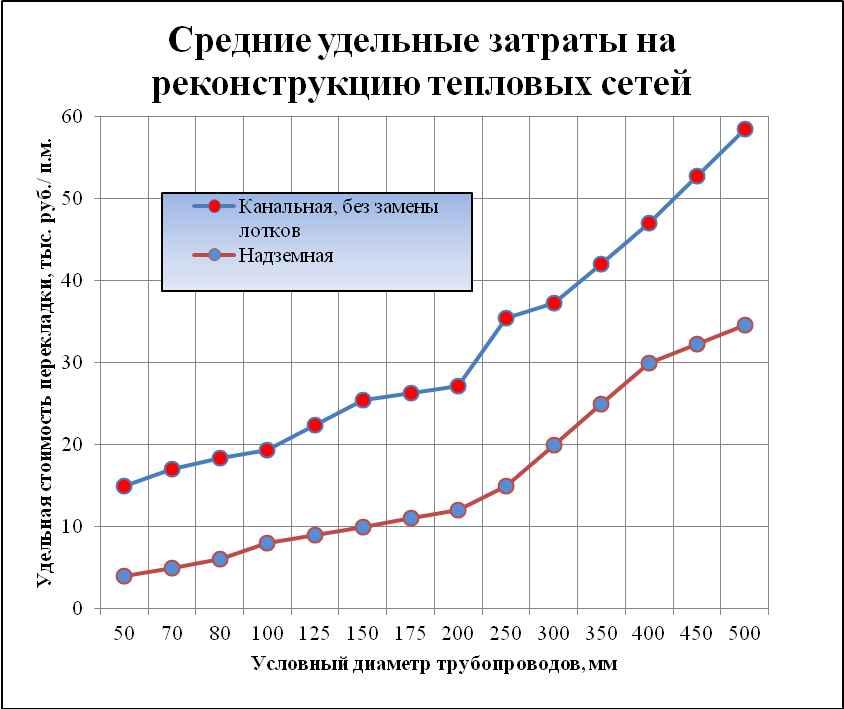 Средние удельные затраты на
реконструкцию тепловых сетей
Удельная стоимость перекладки, тыс. руб./ п.м.
60
50
40
30
20
10
0
Канальная, без замены
лотков
Надземная
50 70 80 100 125 150 175 200 250 300 350 400 450 500
Условный диаметр трубопроводов, мм